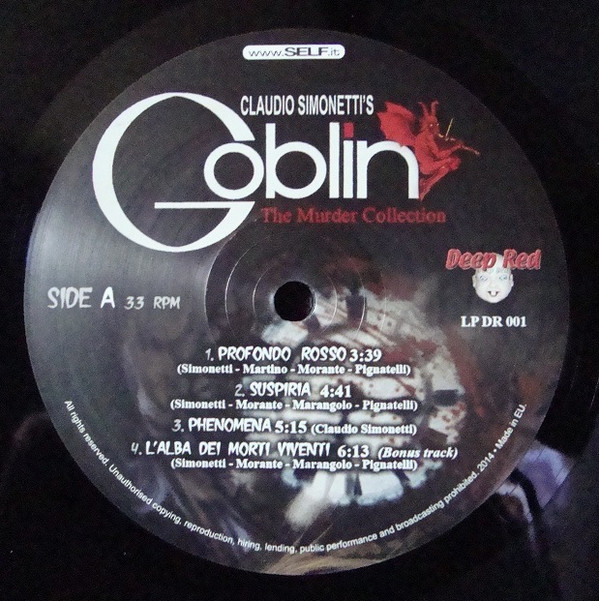 www.SELF.it
CLAUDIO SIMONETTI'S
Goblin
The Murder Collection
Deep Red
LP DR 001
SIDE A 33 RPM
1. PROFONDO ROSSO 3:39
(Simonetti - Martino - Morante - Pignatelli)
2. SUSPIRIA 4:41
(Simonetti - Morante - Marangolo - Pignatelli)
3. PHENOMENA 5:15 (Claudio Simonetti)
4. L'ALBA DEI MORTI VIVENTI 6:13 (Bonus track)
(Simonetti - Morante - Marangolo - Pignatelli)
All rights reserved. Unauthorised copying, reproduction, hiring, lending, public performance and broadcasting prohibited. 2014 • Made in EU.